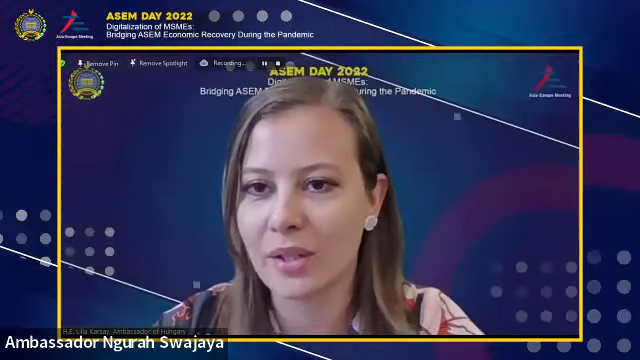 ASEM DAY 2022
Digitalization of MSMEs:
Bridging ASEM Economic Recovery During the Pandemic
Asia-Europe Meeting
Remove Pin
Remove Spotlight
Recording...
ASEM DAY 2022
MSMEs:
Bridging ASEM
uring the Pandemic
Asia-Europe Meeting
H.E. Lilla Karsay, Ambassador of Hungary
Ambassador Ngurah Swajaya